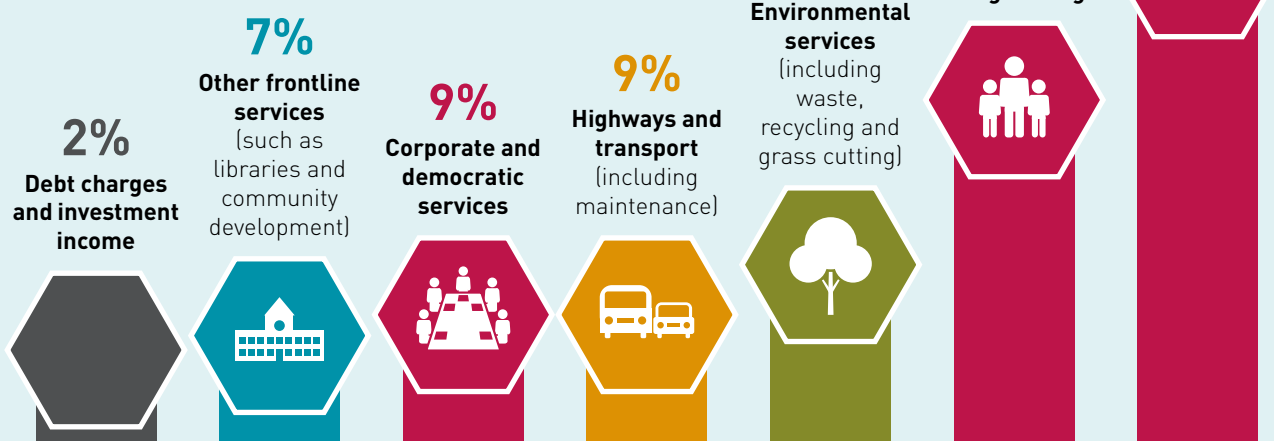 2%
Debt charges
and investment
income
7%
Other frontline
services
(such as
libraries and
community
development)
9%
Corporate and
democratic
services
9%
Highways and
transport
(including
maintenance)
Environmental
services
(including
waste,
recycling and
grass cutting)